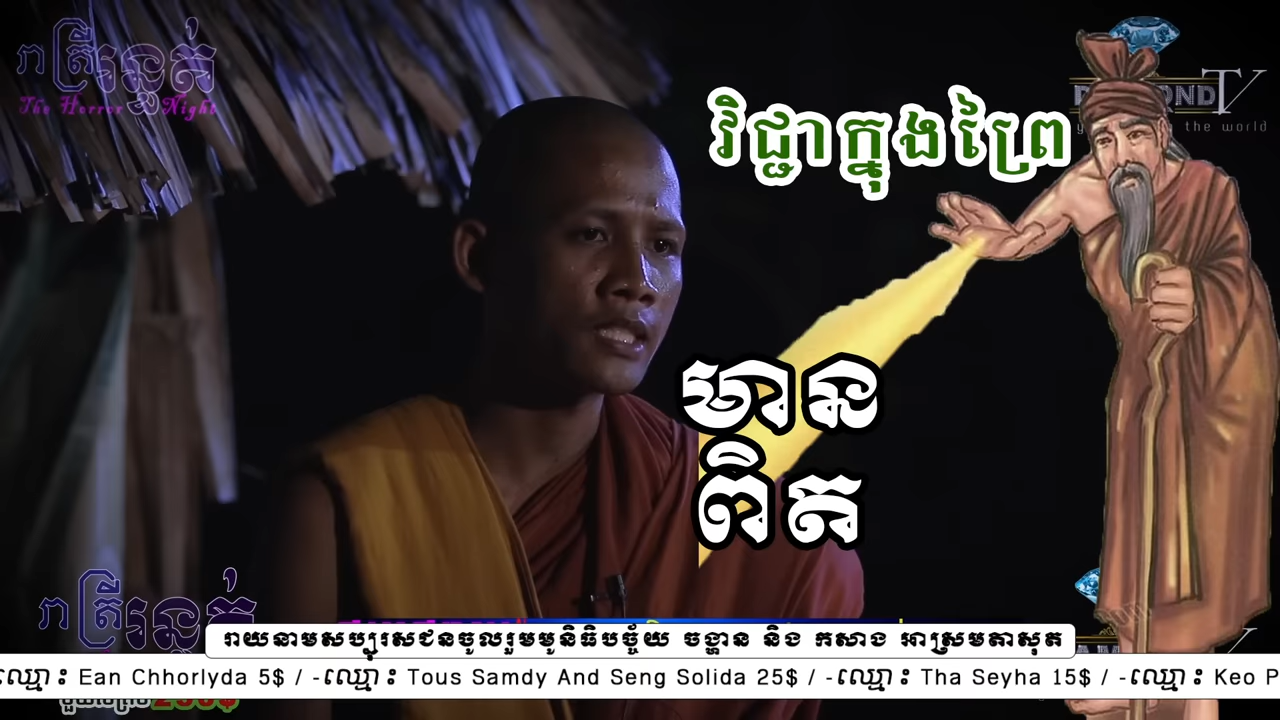 រាត្រីរន្ធត់
The Horror Night
TV
the world
វិជ្ជាក្នុងព្រៃ
មាន
ពិត
រាត្រីរន្ធត់
រាយនាមសប្បុរសជនចូលរួមមូនិធិបច្ច័យ ចង្ហាន និង កសាង អាស្រមតាសុត
ឈ្មោះ Ean Chhorlyda 5$ / -ឈ្មោះ Tous Samdy And Seng Solida 25$ / -ឈ្មោះ Tha Seyha 15$ / -ឈ្មោះ Keo P